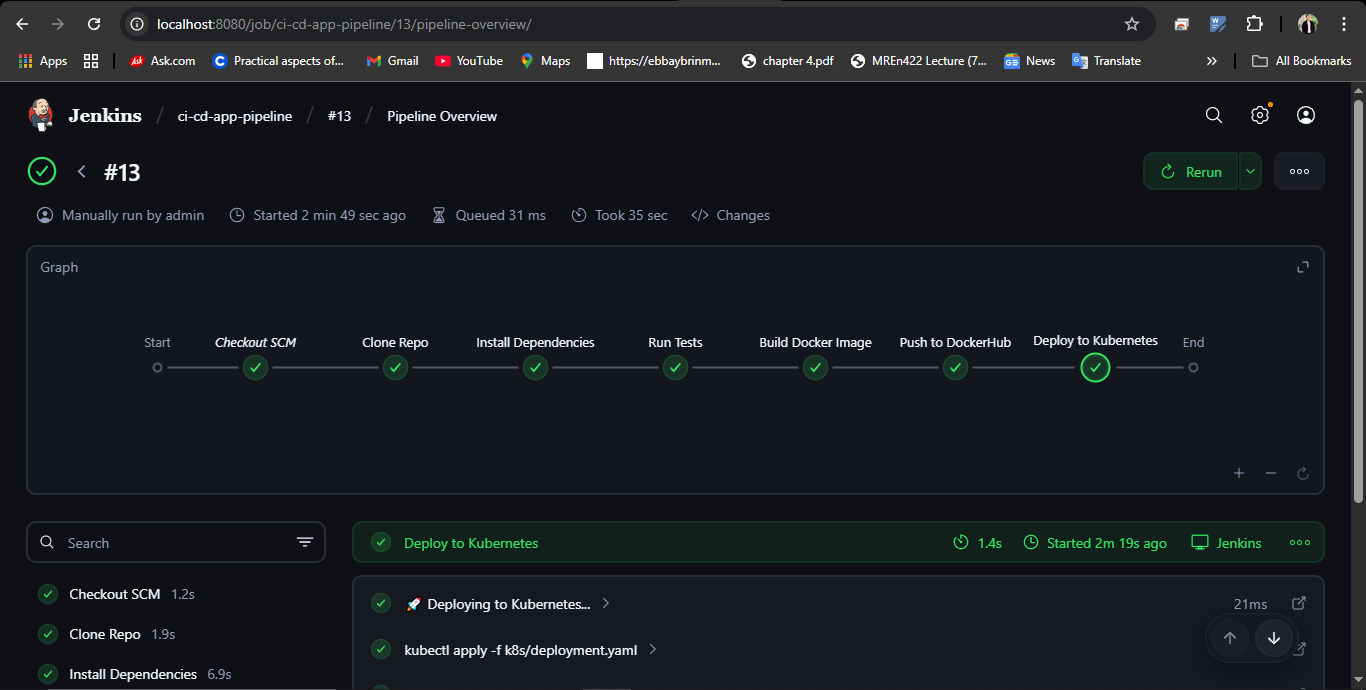 localhost:8080/job/ci-cd-app-pipeline/13/pipeline-overview/
Apps Ask Ask.com Practical aspects of... Gmail YouTube Maps https://ebbaybrinm... chapter 4.pdf MREn422 Lecture (7... News Translate » All Bookmarks
Jenkins / ci-cd-app-pipeline / #13 / Pipeline Overview
#13 Rerun
Manually run by admin Started 2 min 49 sec ago Queued 31 ms Took 35 sec </> Changes
Graph
Start Checkout SCM Clone Repo Install Dependencies Run Tests Build Docker Image Push to DockerHub Deploy to Kubernetes End
Search
Deploy to Kubernetes 1.4s Started 2m 19s ago Jenkins
Checkout SCM 1.2s
🚀 Deploying to Kubernetes... 21ms
Clone Repo 1.9s
kubectl apply -f k8s/deployment.yaml
Install Dependencies 6.9s